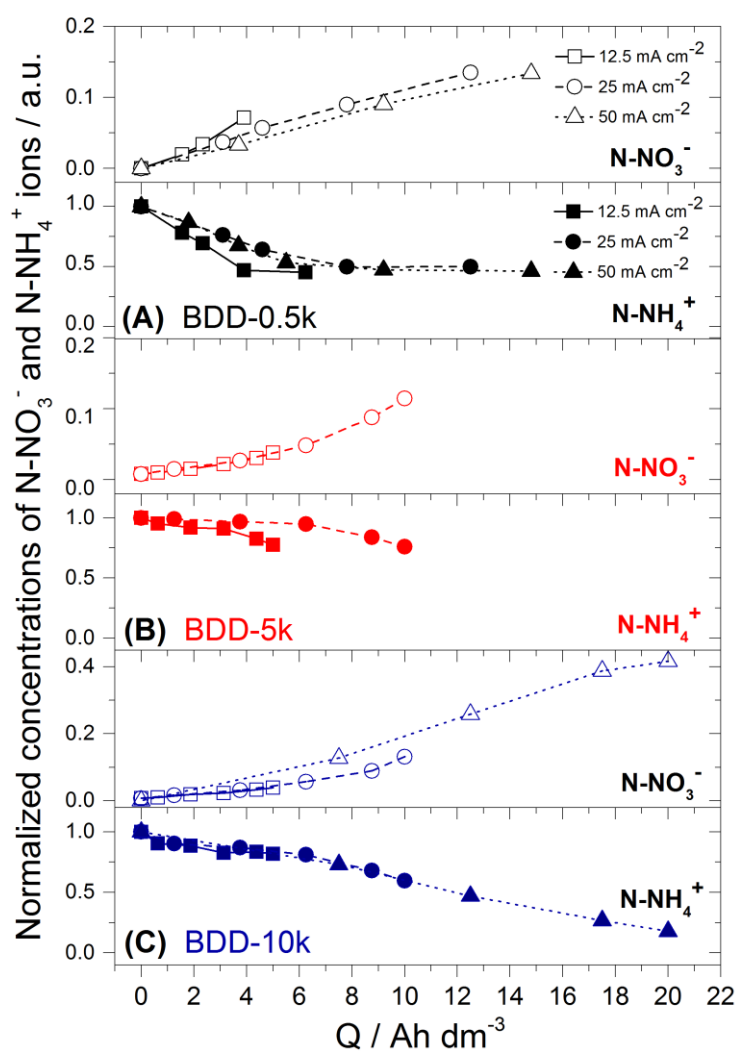 Normalized concentrations of N-NO₃⁻ and N-NH₄⁺ ions / a.u.
0.2
0.1
0.0
12.5 mA cm⁻²
25 mA cm⁻²
50 mA cm⁻²
N-NO₃⁻
1.0
0.5
0.0
12.5 mA cm⁻²
25 mA cm⁻²
50 mA cm⁻²
N-NH₄⁺
(A) BDD-0.5k
0.2
0.1
0.0
N-NO₃⁻
1.0
0.5
0.0
(B) BDD-5k
N-NH₄⁺
0.4
0.2
0.0
N-NO₃⁻
1.0
0.5
0.0
N-NH₄⁺
(C) BDD-10k
0 2 4 6 8 10 12 14 16 18 20 22
Q / Ah dm⁻³